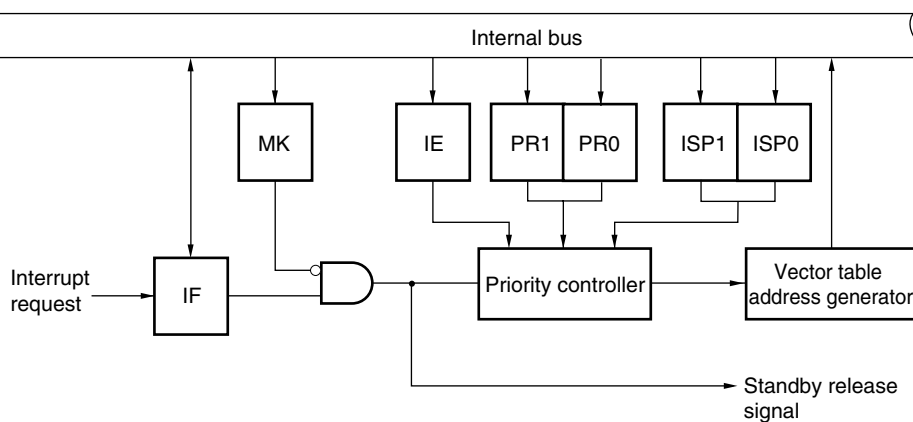 Internal bus
MK
IE
PR1
PR0
ISP1
ISP0
Interrupt
request
IF
Priority controller
Vector table
address generator
Standby release
signal